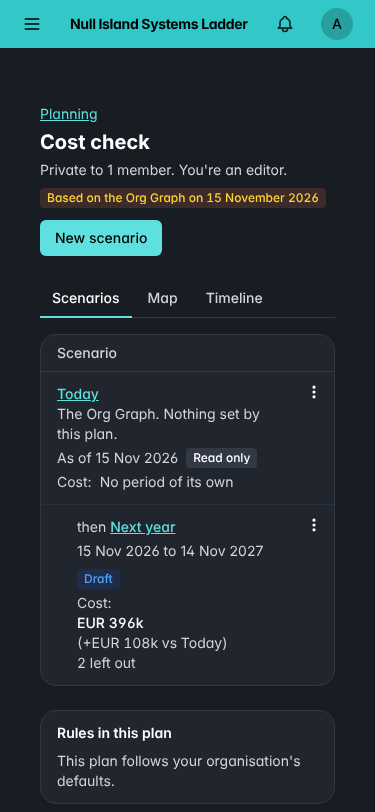 Null Island Systems Ladder
A
Planning
Cost check
Private to 1 member. You're an editor.
Based on the Org Graph on 15 November 2026
New scenario
Scenarios Map Timeline
Scenario
Today
The Org Graph. Nothing set by
this plan.
As of 15 Nov 2026 Read only
Cost: No period of its own
then Next year
15 Nov 2026 to 14 Nov 2027
Draft
Cost:
EUR 396k
(+EUR 108k vs Today)
2 left out
Rules in this plan
This plan follows your organisation's
defaults.